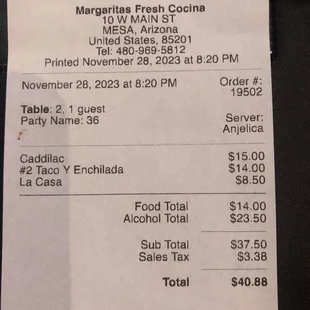 Margaritas Fresh Cocina
10 W MAIN ST
MESA, Arizona
United States, 85201
Tel: 480-969-5812
Printed November 28, 2023 at 8:20 PM
November 28, 2023 at 8:20 PM Order #:
19502
Table: 2, 1 guest
Party Name: 36 Server:
Anjelica
Caddilac $15.00
#2 Taco Y Enchilada $14.00
La Casa $8.50
Food Total $14.00
Alcohol Total $23.50
Sub Total $37.50
Sales Tax $3.38
Total $40.88